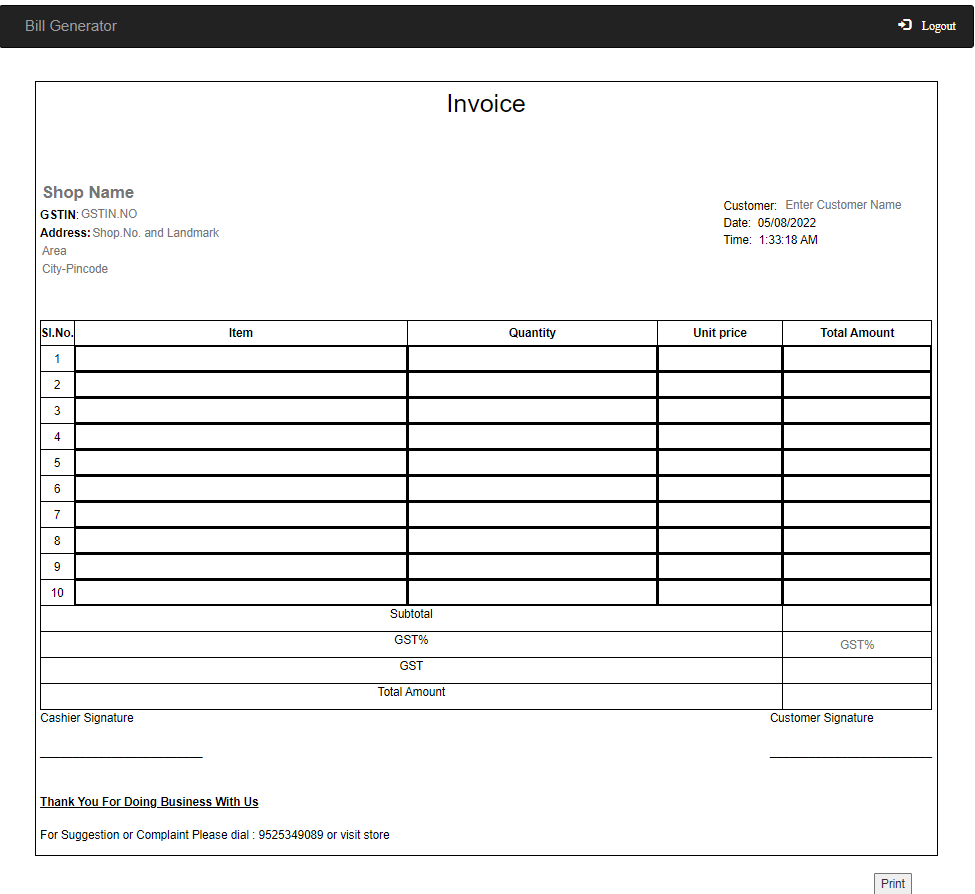 Bill Generator Logout
Invoice
Shop Name
GSTIN: GSTIN.NO
Address: Shop.No. and Landmark
Area
City-Pincode
Customer: Enter Customer Name
Date: 05/08/2022
Time: 1:33:18 AM
Sl.No. Item Quantity Unit price Total Amount
1
2
3
4
5
6
7
8
9
10
Subtotal
GST% GST%
GST
Total Amount
Cashier Signature Customer Signature
Thank You For Doing Business With Us
For Suggestion or Complaint Please dial : 9525349089 or visit store
Print